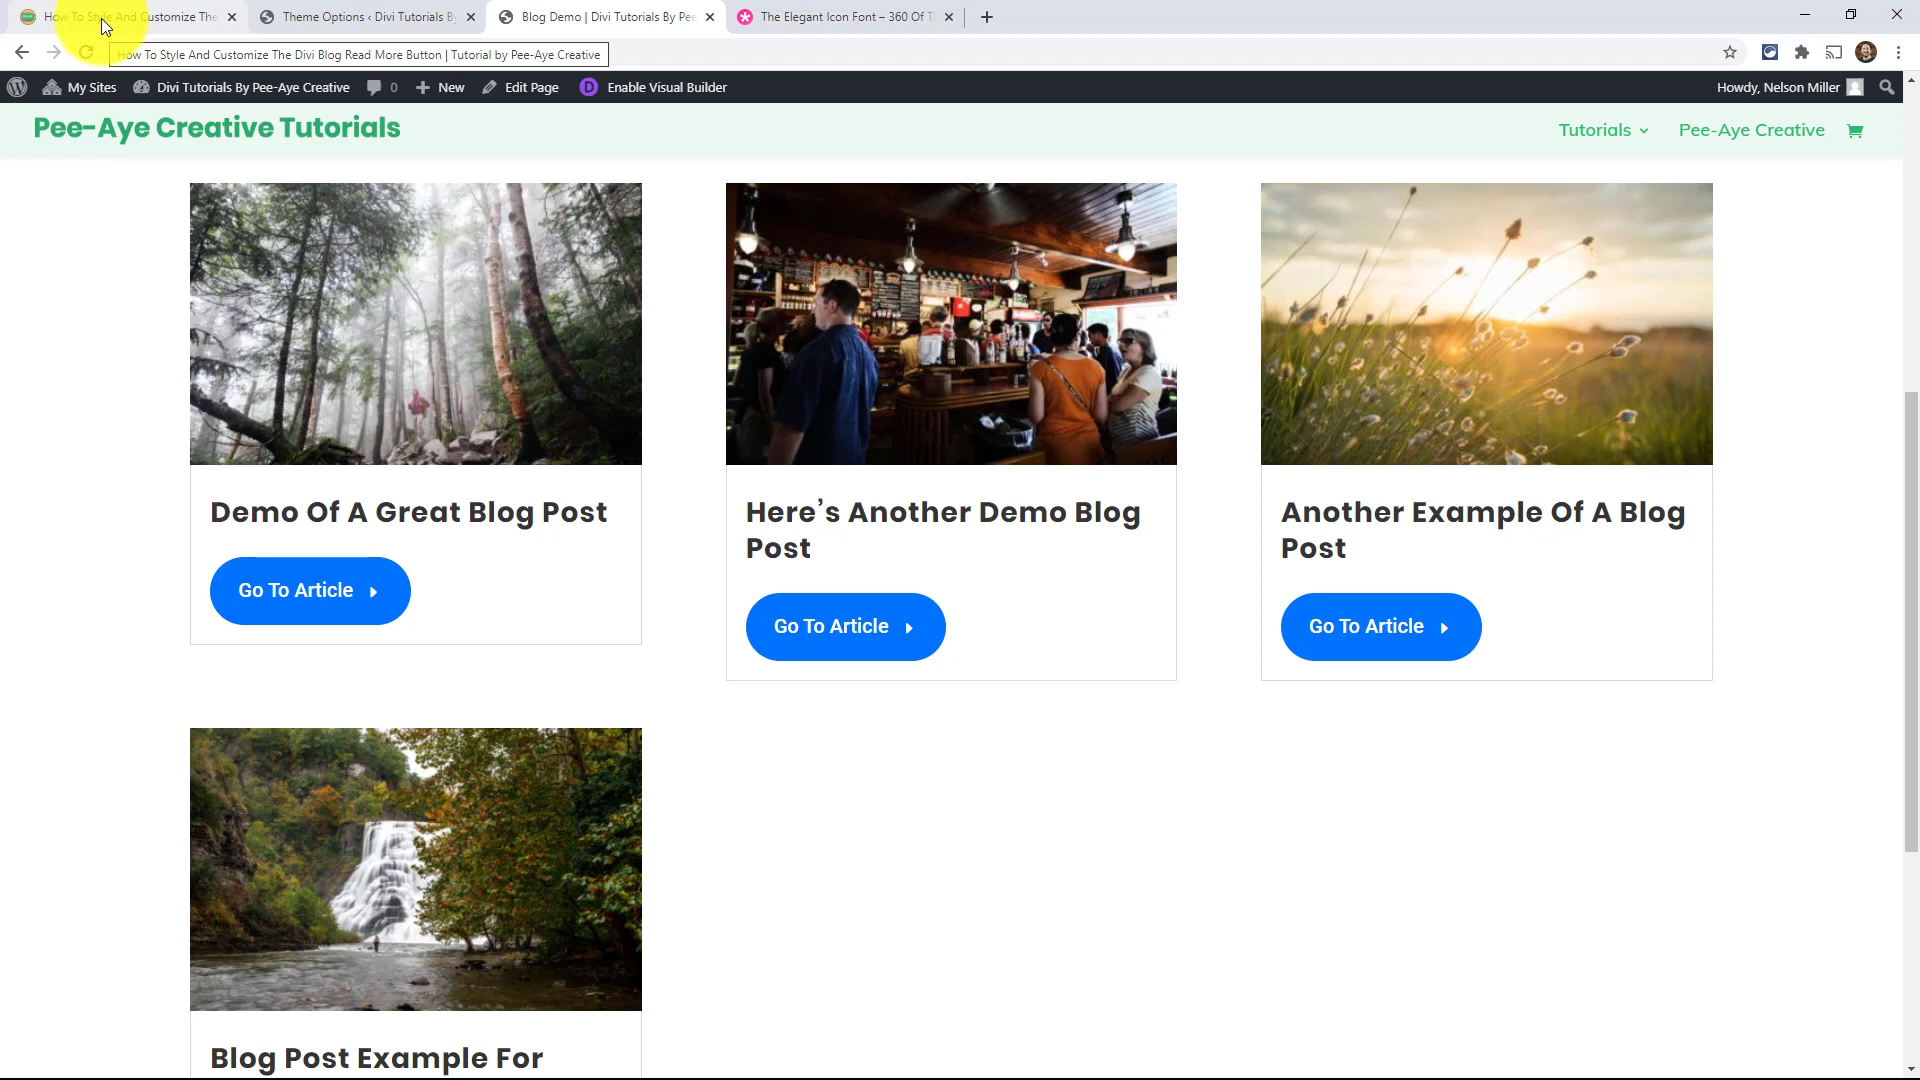 How To Style And Customize The
Theme Options ‹ Divi Tutorials By
Blog Demo | Divi Tutorials By Pee
The Elegant Icon Font – 360 Of T
How To Style And Customize The Divi Blog Read More Button | Tutorial by Pee-Aye Creative
My Sites
Divi Tutorials By Pee-Aye Creative
0
New
Edit Page
D
Enable Visual Builder
Howdy, Nelson Miller
Pee-Aye Creative Tutorials
Tutorials
Pee-Aye Creative
Demo Of A Great Blog Post
Go To Article
Here’s Another Demo Blog
Post
Go To Article
Another Example Of A Blog
Post
Go To Article
Blog Post Example For